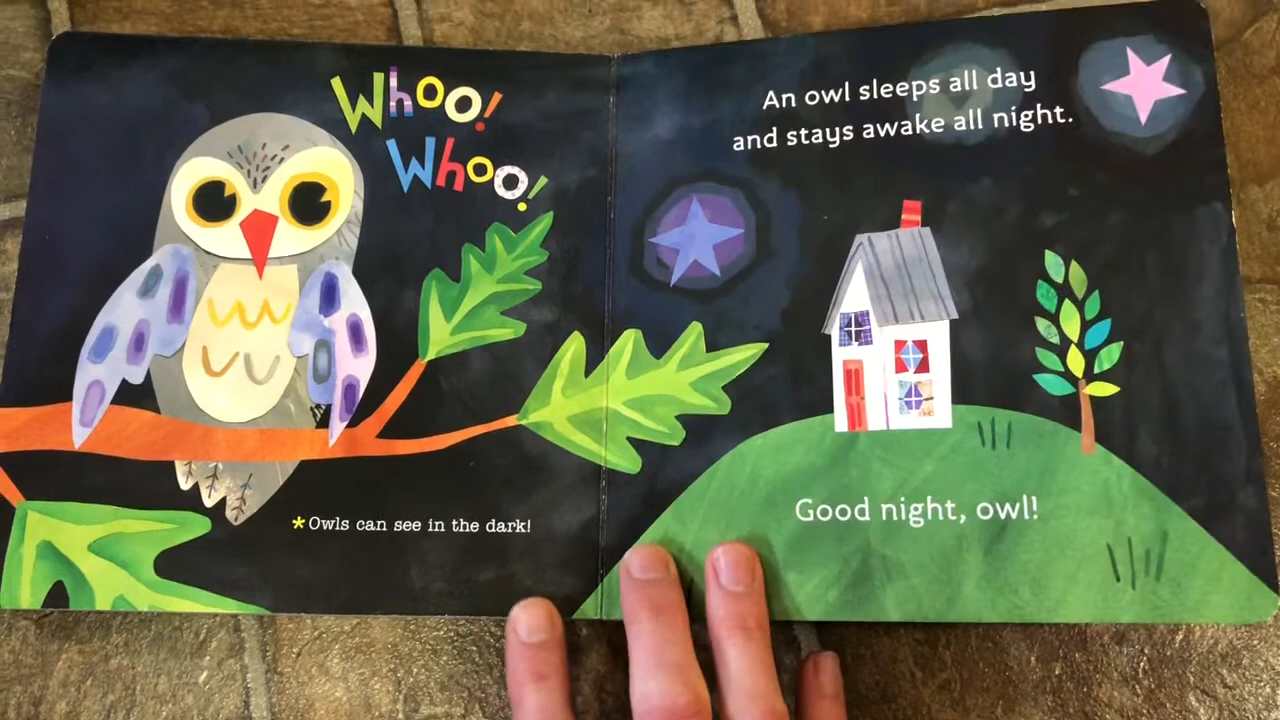 Whoo!
Whoo!
*Owls can see in the dark!
An owl sleeps all day
and stays awake all night.
Good night, owl!